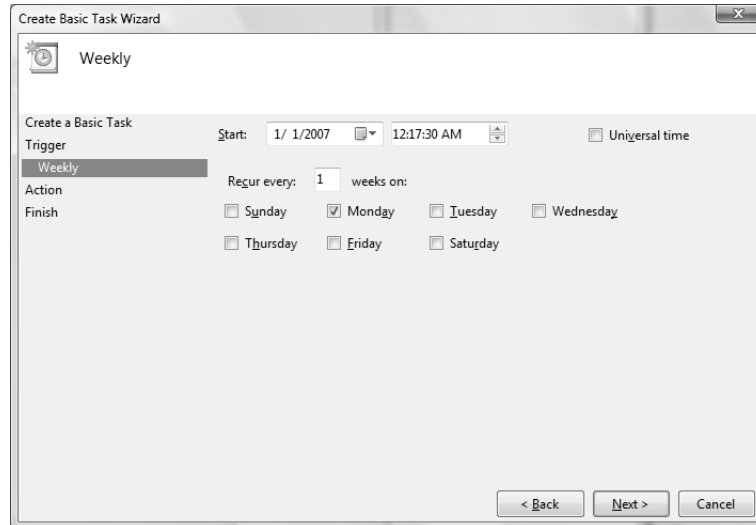 Create Basic Task Wizard
Weekly
Create a Basic Task
Trigger
Weekly
Action
Finish
Start: 1/ 1/2007 12:17:30 AM Universal time
Recur every: 1 weeks on:
Sunday Monday Tuesday Wednesday
Thursday Friday Saturday
< Back Next > Cancel